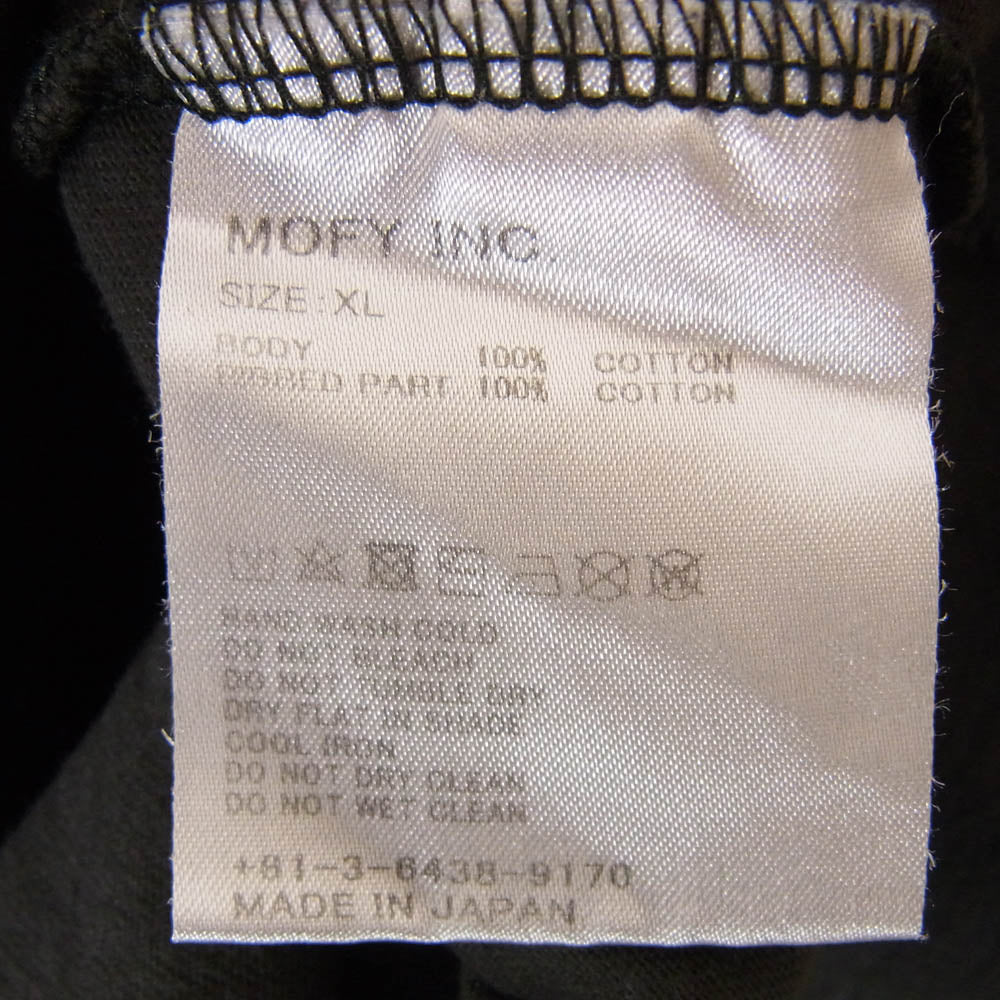 MOFY INC.
SIZE:XL
BODY 100% COTTON
RIBBED PART 100% COTTON
HAND WASH COLD
DO NOT BLEACH
DO NOT TUMBLE DRY
DRY FLAT IN SHADE
COOL IRON
DO NOT DRY CLEAN
DO NOT WET CLEAN
+81-3-6438-9170
MADE IN JAPAN